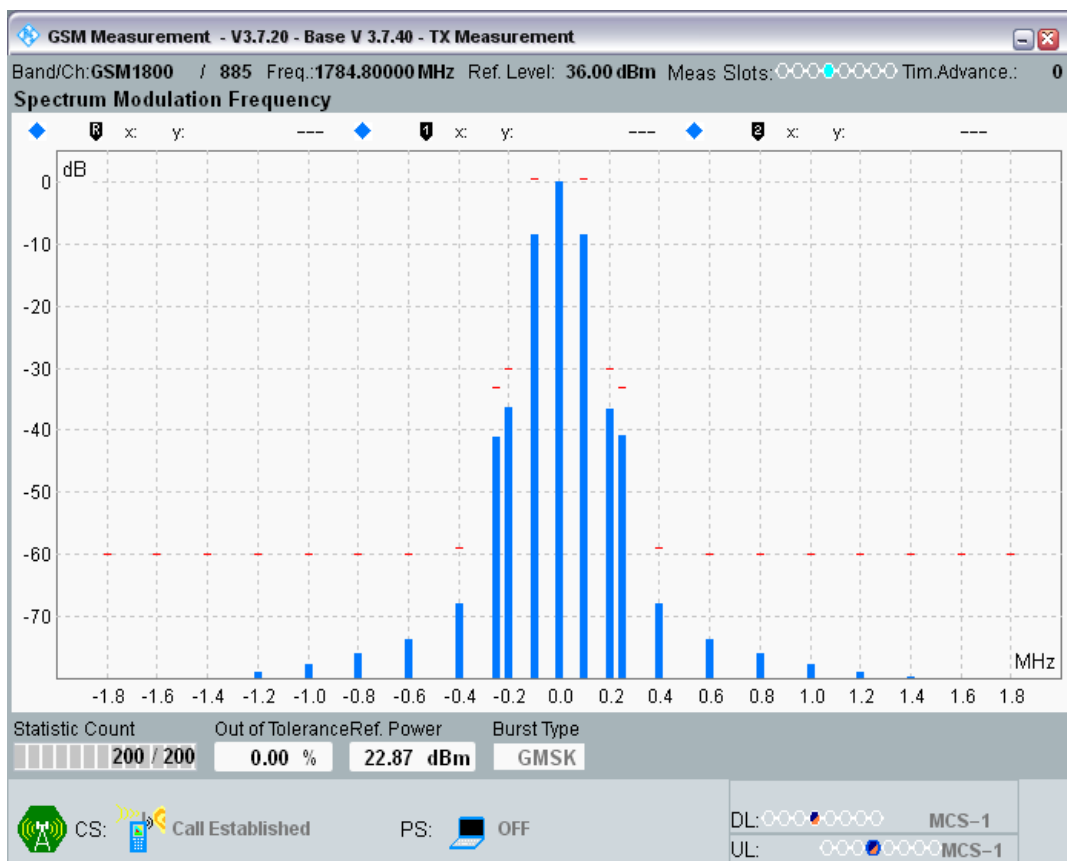 GSM Measurement - V3.7.20 - Base V 3.7.40 - TX Measurement
Band/Ch:GSM1800 / 885 Freq.:1784.80000 MHz Ref. Level: 36.00 dBm Meas Slots: Tim.Advance.: 0
Spectrum Modulation Frequency
R x: y: --- 1 x: y: --- 2 x: y: ---
dB
0
-10
-20
-30
-40
-50
-60
-70
MHz
-1.8 -1.6 -1.4 -1.2 -1.0 -0.8 -0.6 -0.4 -0.2 0.0 0.2 0.4 0.6 0.8 1.0 1.2 1.4 1.6 1.8
Statistic Count Out of Tolerance Ref. Power Burst Type
200 / 200 0.00 % 22.87 dBm GMSK
CS: Call Established PS: OFF
DL: MCS-1
UL: MCS-1